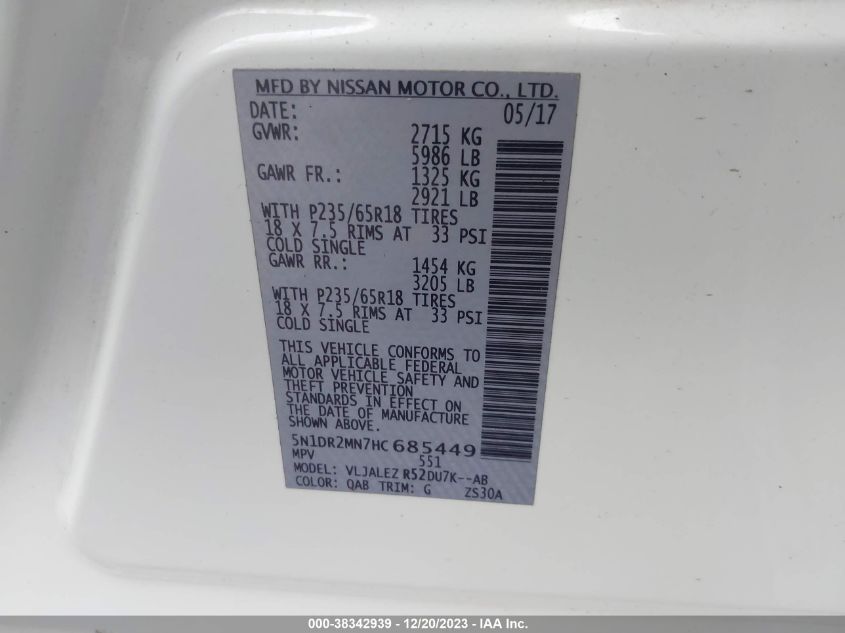 MFD BY NISSAN MOTOR CO., LTD.
DATE: 05/17
GVWR: 2715 KG
5986 LB
GAWR FR.: 1325 KG
2921 LB
WITH P235/65R18 TIRES
18 X 7.5 RIMS AT 33 PSI
COLD SINGLE
GAWR RR.: 1454 KG
3205 LB
WITH P235/65R18 TIRES
18 X 7.5 RIMS AT 33 PSI
COLD SINGLE
THIS VEHICLE CONFORMS TO
ALL APPLICABLE FEDERAL
MOTOR VEHICLE SAFETY AND
THEFT PREVENTION
STANDARDS IN EFFECT ON
THE DATE OF MANUFACTURE
SHOWN ABOVE.
5N1DR2MN7HC685449
MPV 551
MODEL: VLJALEZ R52DU7K--AB
COLOR: QAB TRIM: G ZS30A
000-38342939 - 12/20/2023 - IAA Inc.